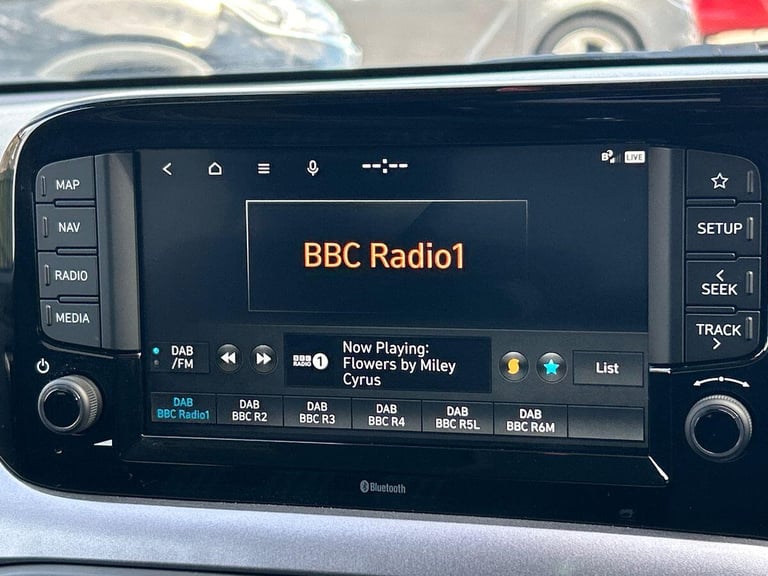 --:--
LIVE
MAP
NAV
RADIO
MEDIA
BBC Radio1
SETUP
SEEK
TRACK
DAB
/FM
BBC
RADIO
1
Now Playing:
Flowers by Miley
Cyrus
List
DAB
BBC Radio1
DAB
BBC R2
DAB
BBC R3
DAB
BBC R4
DAB
BBC R5L
DAB
BBC R6M
Bluetooth